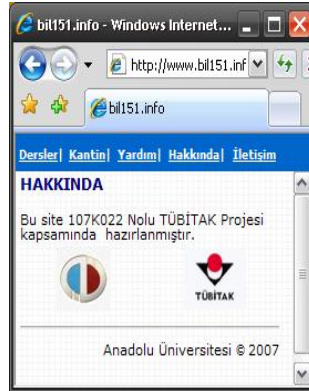 bil151.info - Windows Internet...
http://www.bil151.inf
bil151.info
Dersler| Kantin| Yardım| Hakkında| İletişim
HAKKINDA
Bu site 107K022 Nolu TÜBİTAK Projesi
kapsamında hazırlanmıştır.
TÜBİTAK
Anadolu Üniversitesi © 2007